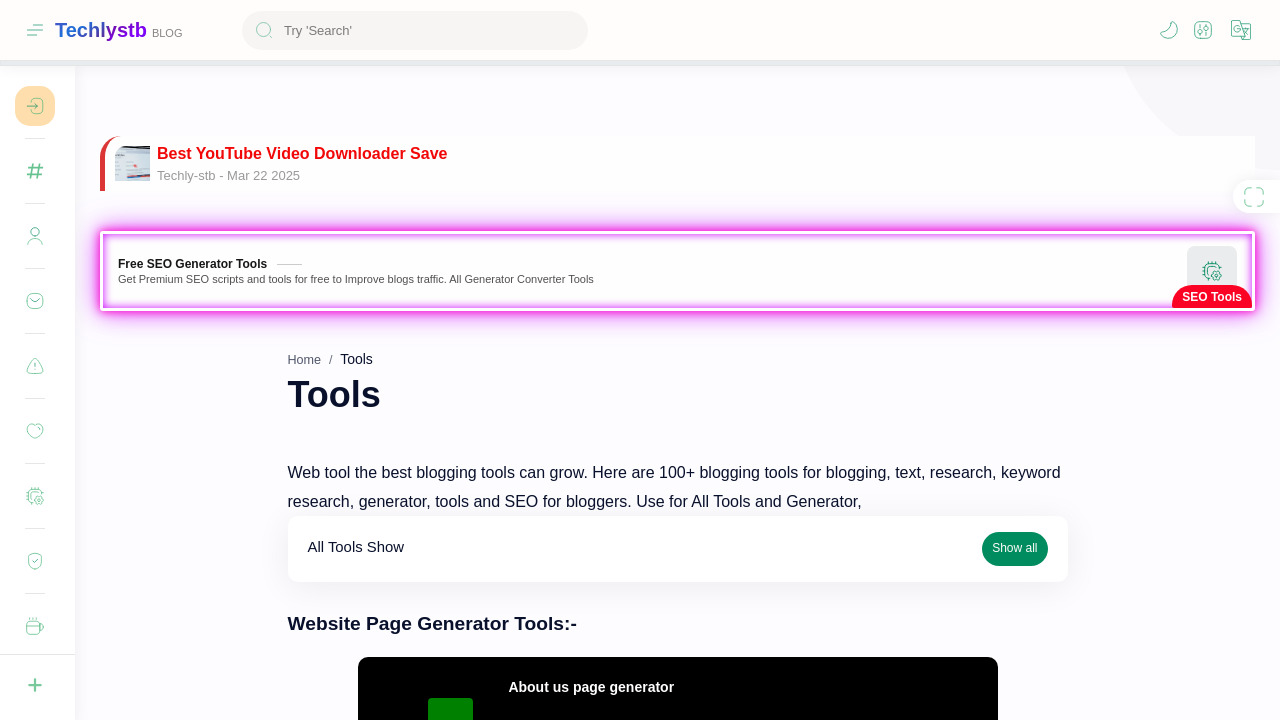 Techlystb BLOG
Try 'Search'
Best YouTube Video Downloader Save
Techly-stb - Mar 22 2025
Free SEO Generator Tools
Get Premium SEO scripts and tools for free to Improve blogs traffic. All Generator Converter Tools
SEO Tools
Home / Tools
Tools
Web tool the best blogging tools can grow. Here are 100+ blogging tools for blogging, text, research, keyword
research, generator, tools and SEO for bloggers. Use for All Tools and Generator,
All Tools Show
Show all
Website Page Generator Tools:-
About us page generator